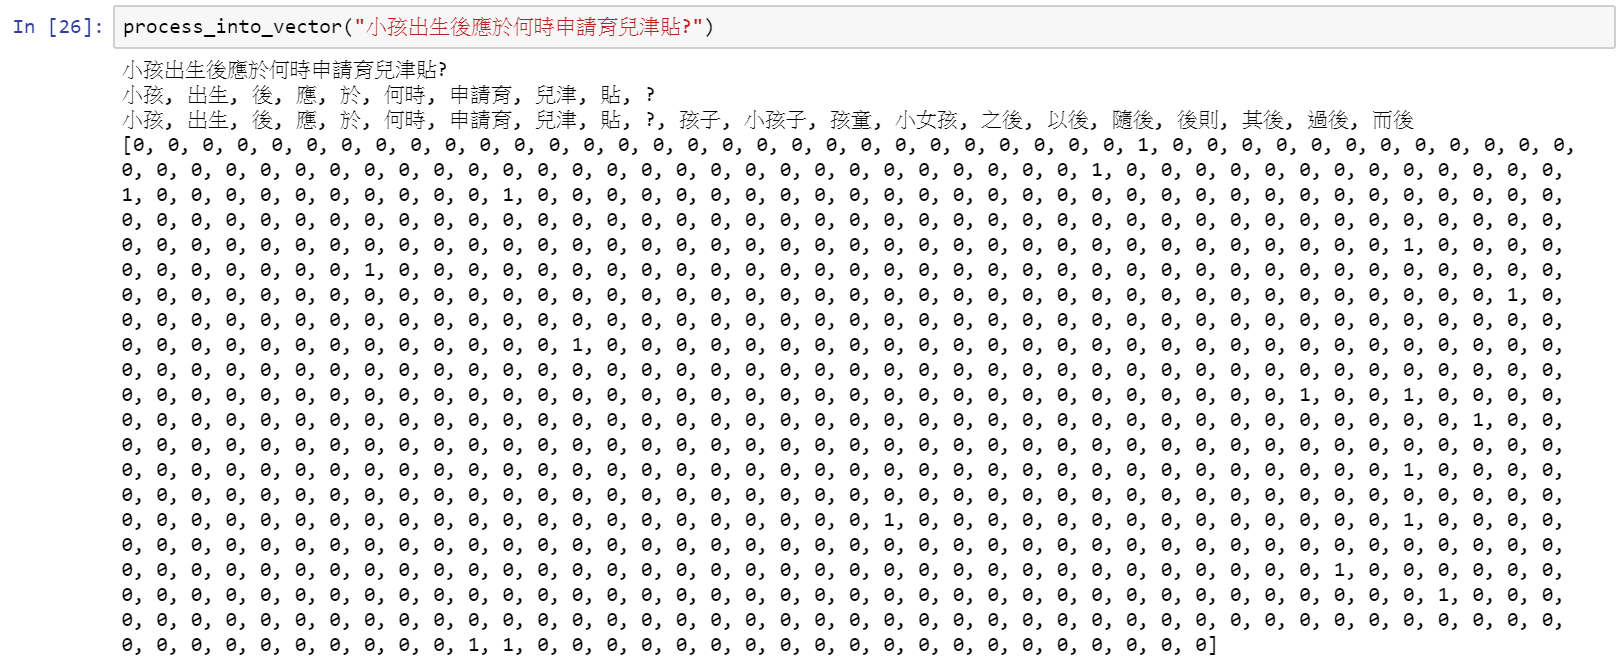 In [26]: process_into_vector("小孩出生後應於何時申請育兒津貼?")
小孩出生後應於何時申請育兒津貼?
小孩, 出生, 後, 應, 於, 何時, 申請育, 兒津, 貼, ?
小孩, 出生, 後, 應, 於, 何時, 申請育, 兒津, 貼, ?, 孩子, 小孩子, 孩童, 小女孩, 之後, 以後, 隨後, 後則, 其後, 過後, 而後
[0, 0, 0, 0, 0, 0, 0, 0, 0, 0, 0, 0, 0, 0, 0, 0, 0, 0, 0, 0, 0, 0, 0, 0, 0, 0, 0, 0, 0, 1, 0, 0, 0, 0, 0, 0, 0, 0, 0, 0, 0, 0,
0, 0, 0, 0, 0, 0, 0, 0, 0, 0, 0, 0, 0, 0, 0, 0, 0, 0, 0, 0, 0, 0, 0, 0, 0, 0, 0, 0, 1, 0, 0, 0, 0, 0, 0, 0, 0, 0, 0, 0, 0, 0,
1, 0, 0, 0, 0, 0, 0, 0, 0, 0, 0, 1, 0, 0, 0, 0, 0, 0, 0, 0, 0, 0, 0, 0, 0, 0, 0, 0, 0, 0, 0, 0, 0, 0, 0, 0, 0, 0, 0, 0, 0, 0,
0, 0, 0, 0, 0, 0, 0, 0, 0, 0, 0, 0, 0, 0, 0, 0, 0, 0, 0, 0, 0, 0, 0, 0, 0, 0, 0, 0, 0, 0, 0, 0, 0, 0, 0, 0, 0, 0, 0, 0, 0, 0,
0, 0, 0, 0, 0, 0, 0, 0, 0, 0, 0, 0, 0, 0, 0, 0, 0, 0, 0, 0, 0, 0, 0, 0, 0, 0, 0, 0, 0, 0, 0, 0, 0, 0, 0, 0, 0, 1, 0, 0, 0, 0,
0, 0, 0, 0, 0, 0, 0, 1, 0, 0, 0, 0, 0, 0, 0, 0, 0, 0, 0, 0, 0, 0, 0, 0, 0, 0, 0, 0, 0, 0, 0, 0, 0, 0, 0, 0, 0, 0, 0, 0, 0, 0,
0, 0, 0, 0, 0, 0, 0, 0, 0, 0, 0, 0, 0, 0, 0, 0, 0, 0, 0, 0, 0, 0, 0, 0, 0, 0, 0, 0, 0, 0, 0, 0, 0, 0, 0, 0, 0, 0, 0, 0, 1, 0,
0, 0, 0, 0, 0, 0, 0, 0, 0, 0, 0, 0, 0, 0, 0, 0, 0, 0, 0, 0, 0, 0, 0, 0, 0, 0, 0, 0, 0, 0, 0, 0, 0, 0, 0, 0, 0, 0, 0, 0, 0, 0,
0, 0, 0, 0, 0, 0, 0, 0, 0, 0, 0, 0, 0, 1, 0, 0, 0, 0, 0, 0, 0, 0, 0, 0, 0, 0, 0, 0, 0, 0, 0, 0, 0, 0, 0, 0, 0, 0, 0, 0, 0, 0,
0, 0, 0, 0, 0, 0, 0, 0, 0, 0, 0, 0, 0, 0, 0, 0, 0, 0, 0, 0, 0, 0, 0, 0, 0, 0, 0, 0, 0, 0, 0, 0, 0, 0, 0, 0, 0, 0, 0, 0, 0, 0,
0, 0, 0, 0, 0, 0, 0, 0, 0, 0, 0, 0, 0, 0, 0, 0, 0, 0, 0, 0, 0, 0, 0, 0, 0, 0, 0, 0, 0, 0, 0, 0, 0, 0, 1, 0, 0, 1, 0, 0, 0, 0,
0, 0, 0, 0, 0, 0, 0, 0, 0, 0, 0, 0, 0, 0, 0, 0, 0, 0, 0, 0, 0, 0, 0, 0, 0, 0, 0, 0, 0, 0, 0, 0, 0, 0, 0, 0, 0, 0, 0, 1, 0, 0,
0, 0, 0, 0, 0, 0, 0, 0, 0, 0, 0, 0, 0, 0, 0, 0, 0, 0, 0, 0, 0, 0, 0, 0, 0, 0, 0, 0, 0, 0, 0, 0, 0, 0, 0, 0, 0, 0, 0, 0, 0, 0,
0, 0, 0, 0, 0, 0, 0, 0, 0, 0, 0, 0, 0, 0, 0, 0, 0, 0, 0, 0, 0, 0, 0, 0, 0, 0, 0, 0, 0, 0, 0, 0, 0, 0, 0, 0, 0, 1, 0, 0, 0, 0,
0, 0, 0, 0, 0, 0, 0, 0, 0, 0, 0, 0, 0, 0, 0, 0, 0, 0, 0, 0, 0, 0, 0, 0, 0, 0, 0, 0, 0, 0, 0, 0, 0, 0, 0, 0, 0, 0, 0, 0, 0, 0,
0, 0, 0, 0, 0, 0, 0, 0, 0, 0, 0, 0, 0, 0, 0, 0, 0, 0, 0, 0, 0, 0, 1, 0, 0, 0, 0, 0, 0, 0, 0, 0, 0, 0, 0, 0, 0, 1, 0, 0, 0, 0,
0, 0, 0, 0, 0, 0, 0, 0, 0, 0, 0, 0, 0, 0, 0, 0, 0, 0, 0, 0, 0, 0, 0, 0, 0, 0, 0, 0, 0, 0, 0, 0, 0, 0, 0, 0, 0, 0, 0, 0, 0, 0,
0, 0, 0, 0, 0, 0, 0, 0, 0, 0, 0, 0, 0, 0, 0, 0, 0, 0, 0, 0, 0, 0, 0, 0, 0, 0, 0, 0, 0, 0, 0, 0, 0, 0, 0, 1, 0, 0, 0, 0, 0, 0,
0, 0, 0, 0, 0, 0, 0, 0, 0, 0, 0, 0, 0, 0, 0, 0, 0, 0, 0, 0, 0, 0, 0, 0, 0, 0, 0, 0, 0, 0, 0, 0, 0, 0, 0, 0, 0, 0, 1, 0, 0, 0,
0, 0, 0, 0, 0, 0, 0, 0, 0, 0, 0, 0, 0, 0, 0, 0, 0, 0, 0, 0, 0, 0, 0, 0, 0, 0, 0, 0, 0, 0, 0, 0, 0, 0, 0, 0, 0, 0, 0, 0, 0, 0,
0, 0, 0, 0, 0, 0, 0, 0, 0, 0, 1, 1, 0, 0, 0, 0, 0, 0, 0, 0, 0, 0, 0, 0, 0, 0, 0, 0, 0, 0, 0, 0]